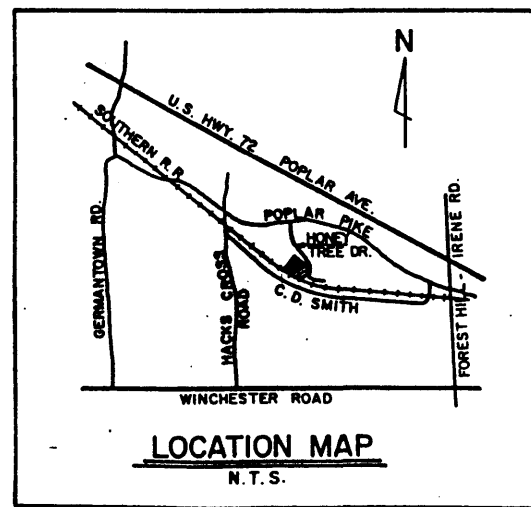 N
U.S. HWY. 72 POPLAR AVE.
SOUTHERN R.R
POPLAR PIKE
HONEY
TREE DR.
C. D. SMITH
GERMANTOWN RD.
HACKS CROSS
ROAD
FOREST HILL - IRENE RD.
WINCHESTER ROAD
LOCATION MAP
N.T.S.